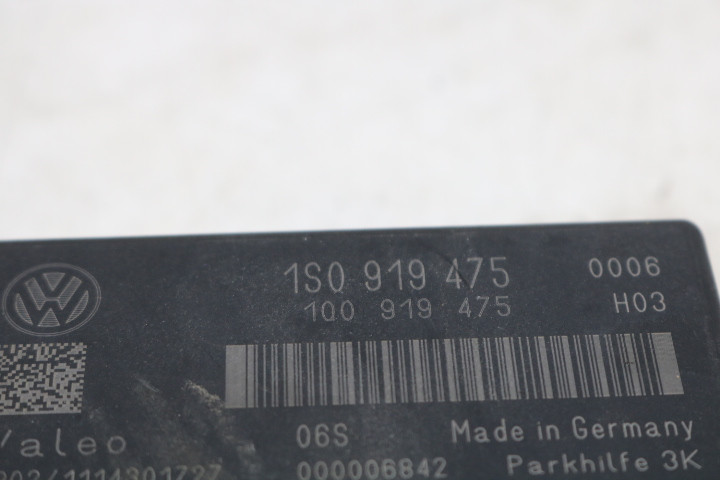 1S0 919 475 0006
1Q0 919 475 H03
Valeo 06S Made in Germany
000006842 Parkhilfe 3K